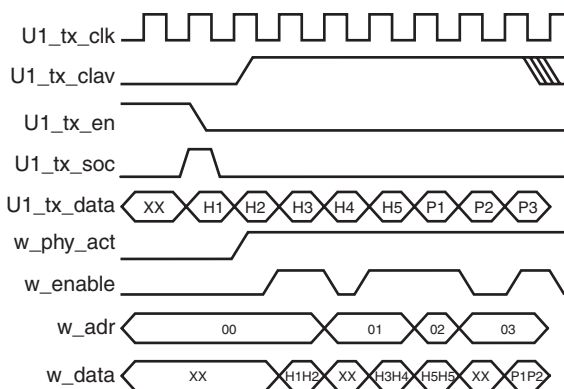 U1_tx_clk
U1_tx_clav
U1_tx_en
U1_tx_soc
U1_tx_data XX H1 H2 H3 H4 H5 P1 P2 P3
w_phy_act
w_enable
w_adr 00 01 02 03
w_data XX H1H2 XX H3H4 H5H5 XX P1P2